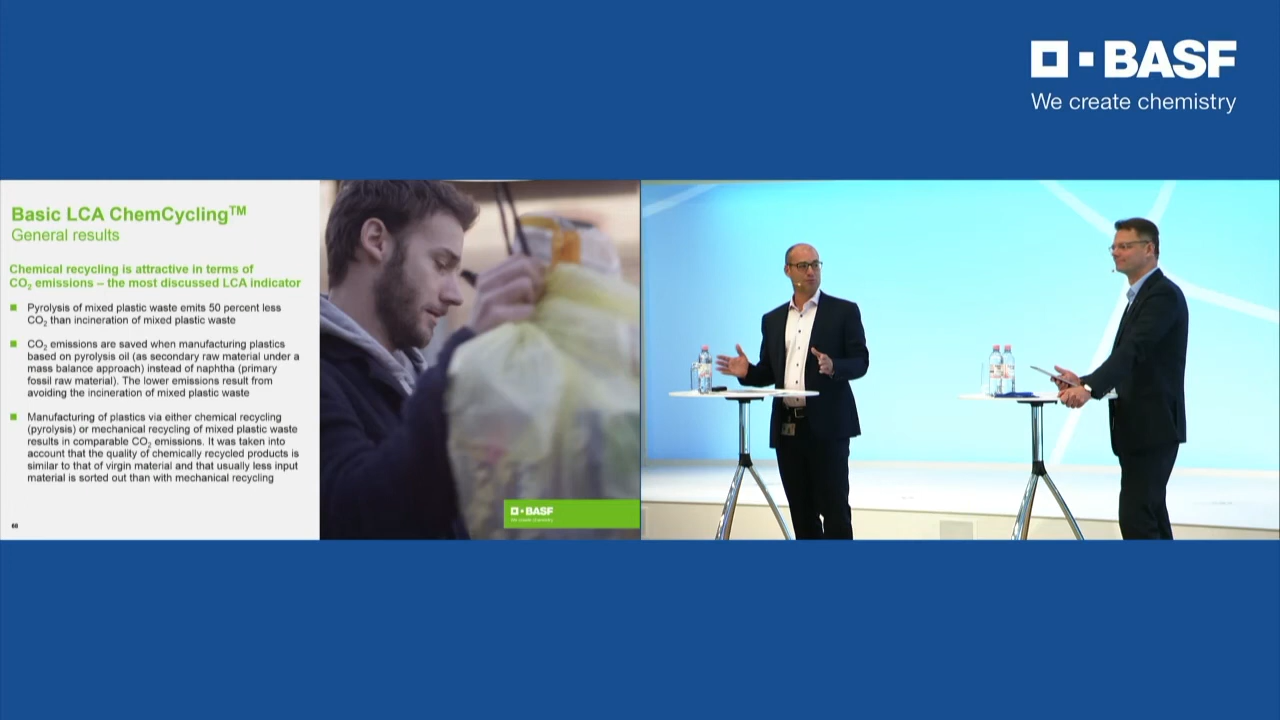 BASF
We create chemistry
Basic LCA ChemCycling™
General results
Chemical recycling is attractive in terms of
CO₂ emissions – the most discussed LCA indicator
Pyrolysis of mixed plastic waste emits 50 percent less
CO₂ than incineration of mixed plastic waste
CO₂ emissions are saved when manufacturing plastics
based on pyrolysis oil (as secondary raw material under a
mass balance approach) instead of naphtha (primary
fossil raw material). The lower emissions result from
avoiding the incineration of mixed plastic waste
Manufacturing of plastics via either chemical recycling
(pyrolysis) or mechanical recycling of mixed plastic waste
results in comparable CO₂ emissions. It was taken into
account that the quality of chemically recycled products is
similar to that of virgin material and that usually less input
material is sorted out than with mechanical recycling
BASF
We create chemistry